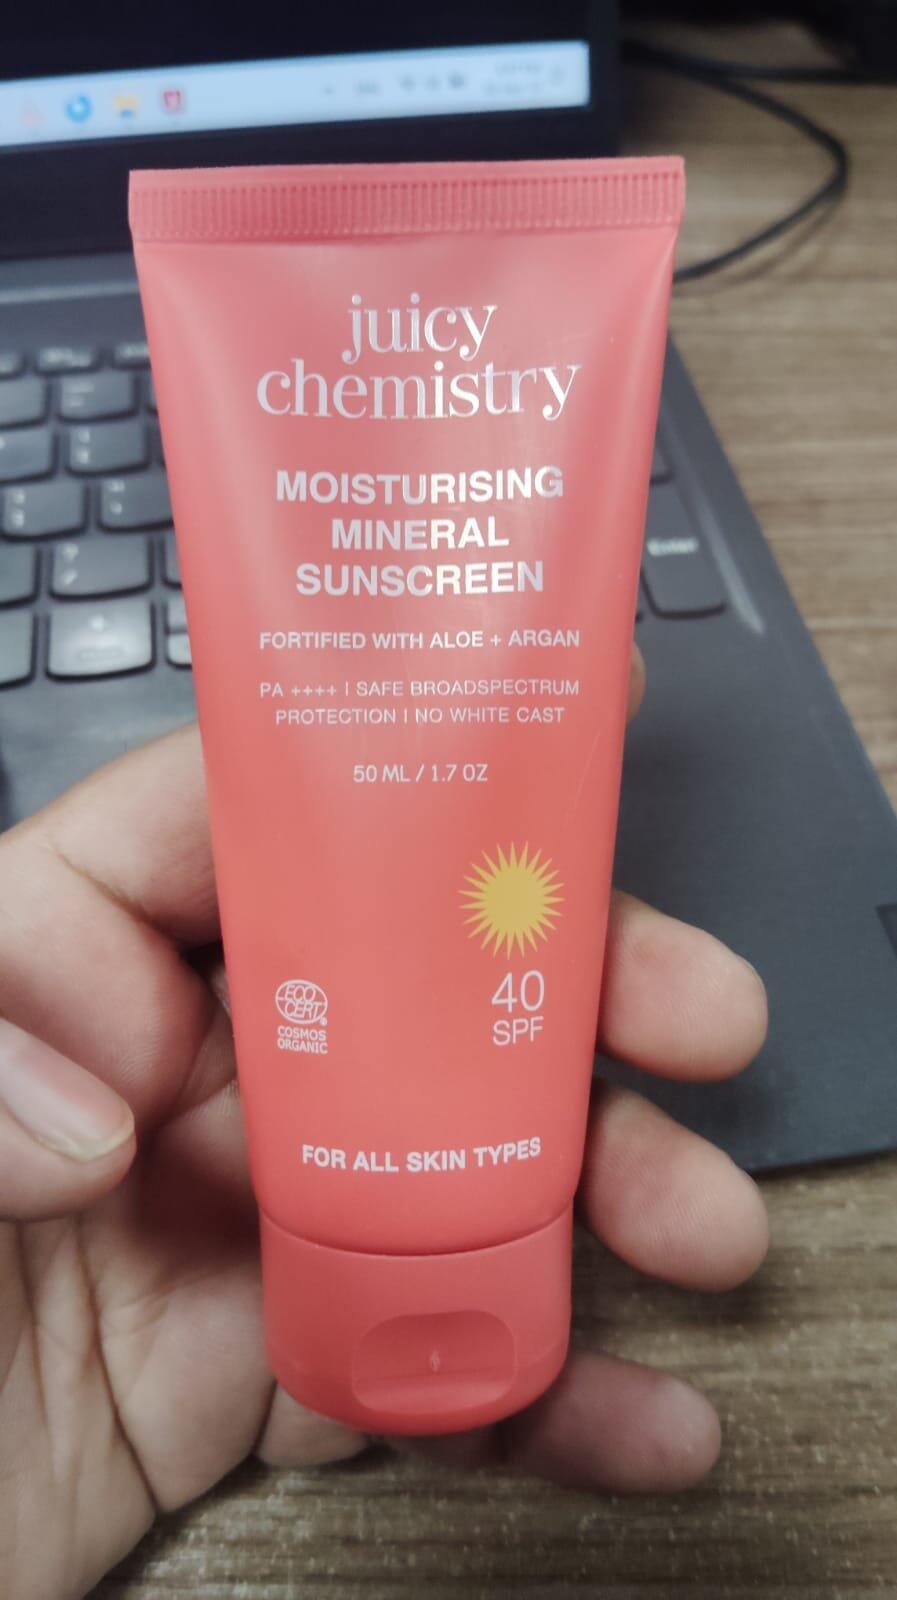 juicy
chemistry
MOISTURISING
MINERAL
SUNSCREEN
FORTIFIED WITH ALOE + ARGAN
PA ++++ | SAFE BROADSPECTRUM
PROTECTION | NO WHITE CAST
50 ML / 1.7 OZ
40
SPF
ECO
CERT®
COSMOS
ORGANIC
FOR ALL SKIN TYPES
Enter